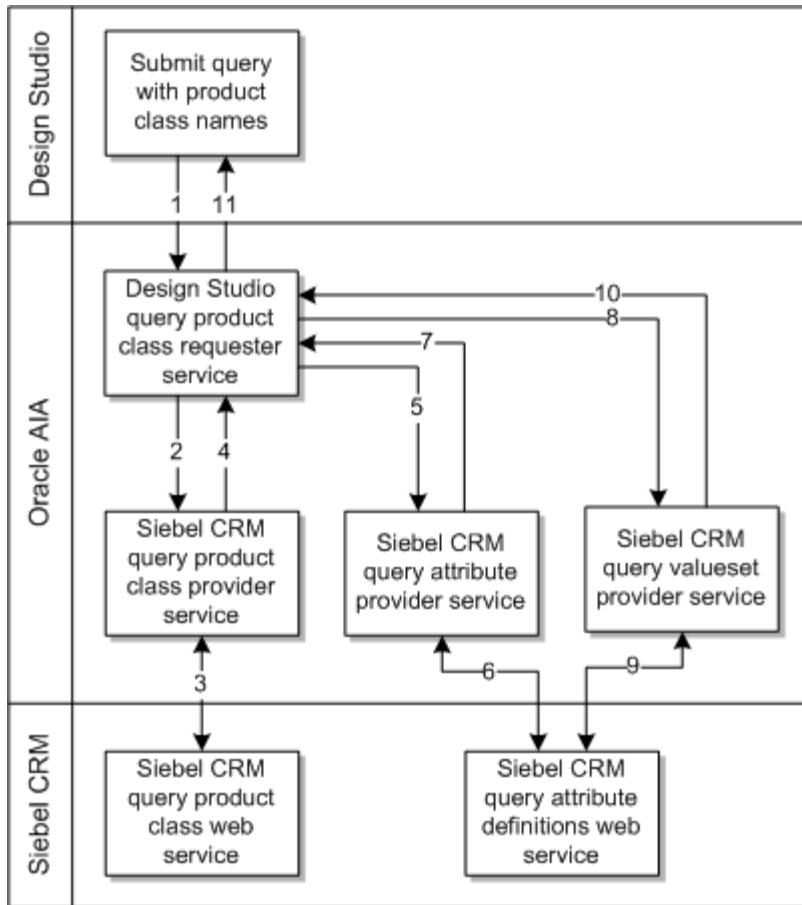 Design Studio
Submit query
with product
class names
1
11
Oracle AIA
Design Studio
query product
class requester
service
10
8
7
5
2
4
Siebel CRM
query product
class provider
service
Siebel CRM
query attribute
provider service
Siebel CRM
query valueset
provider service
3
6
9
Siebel CRM
Siebel CRM
query product
class web
service
Siebel CRM
query attribute
definitions web
service